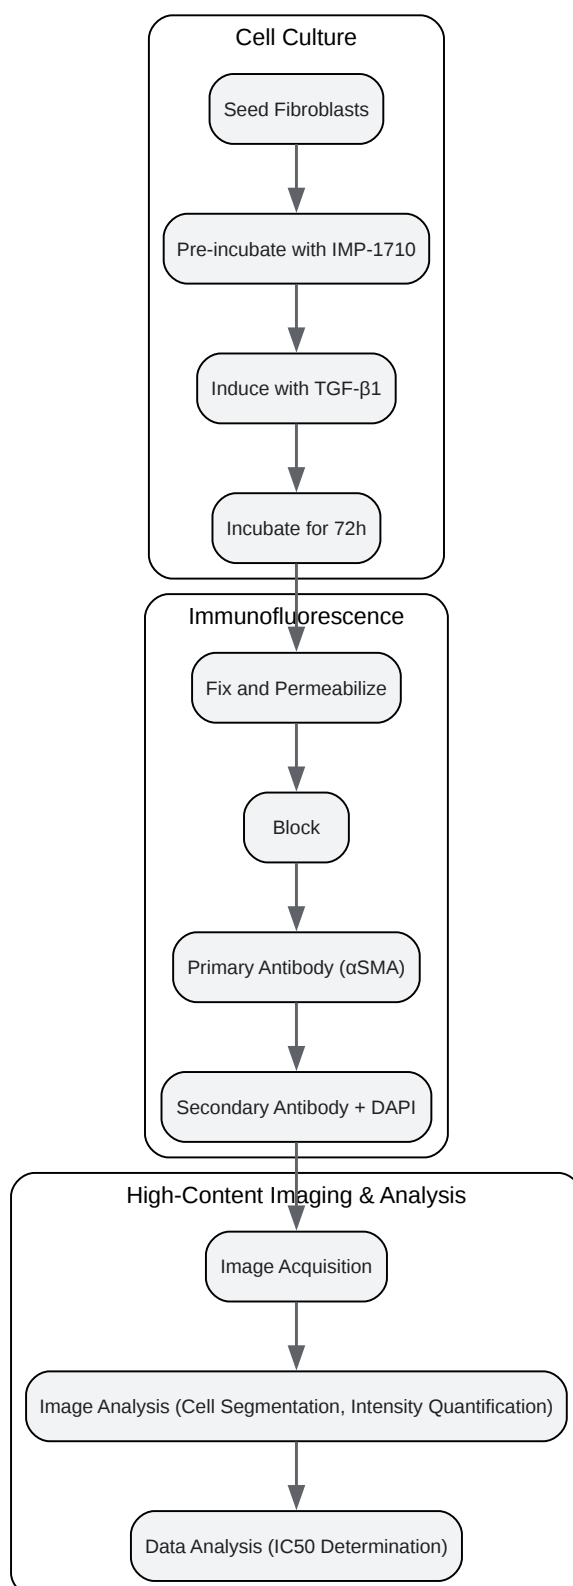 Cell Culture
Seed Fibroblasts
Pre-incubate with IMP-1710
Induce with TGF-β1
Incubate for 72h
Immunofluorescence
Fix and Permeabilize
Block
Primary Antibody (αSMA)
Secondary Antibody + DAPI
High-Content Imaging & Analysis
Image Acquisition
Image Analysis (Cell Segmentation, Intensity Quantification)
Data Analysis (IC50 Determination)